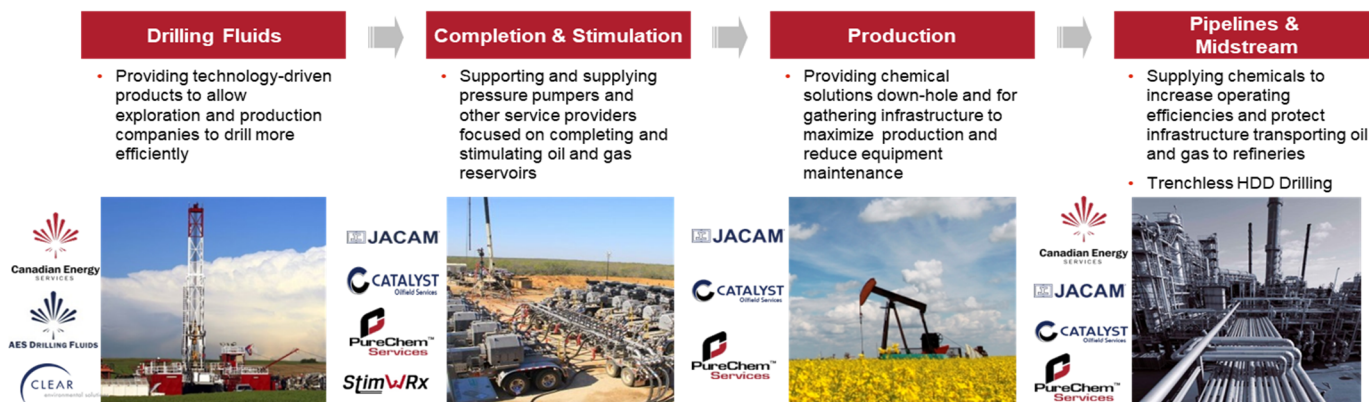 Drilling Fluids
• Providing technology-driven
products to allow
exploration and production
companies to drill more
efficiently
Canadian Energy
SERVICES
AES DRILLING FLUIDS
CLEAR
environmental solutions
Completion & Stimulation
• Supporting and supplying
pressure pumpers and
other service providers
focused on completing and
stimulating oil and gas
reservoirs
JACAM
CATALYST
Oilfield Services
PureChem™
Services
StimWRx
Production
• Providing chemical
solutions down-hole and for
gathering infrastructure to
maximize production and
reduce equipment
maintenance
JACAM
CATALYST
Oilfield Services
PureChem™
Services
Pipelines &
Midstream
• Supplying chemicals to
increase operating
efficiencies and protect
infrastructure transporting oil
and gas to refineries
• Trenchless HDD Drilling
Canadian Energy
SERVICES
JACAM
CATALYST
Oilfield Services
PureChem™
Services